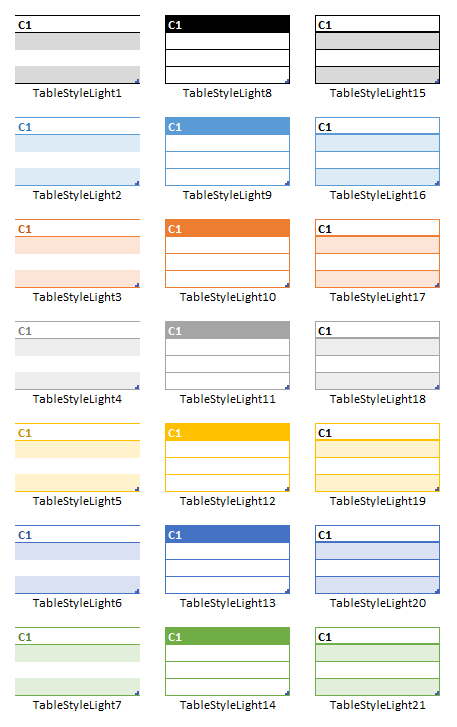 C1 C1 C1
TableStyleLight1 TableStyleLight8 TableStyleLight15
C1 C1 C1
TableStyleLight2 TableStyleLight9 TableStyleLight16
C1 C1 C1
TableStyleLight3 TableStyleLight10 TableStyleLight17
C1 C1 C1
TableStyleLight4 TableStyleLight11 TableStyleLight18
C1 C1 C1
TableStyleLight5 TableStyleLight12 TableStyleLight19
C1 C1 C1
TableStyleLight6 TableStyleLight13 TableStyleLight20
C1 C1 C1
TableStyleLight7 TableStyleLight14 TableStyleLight21